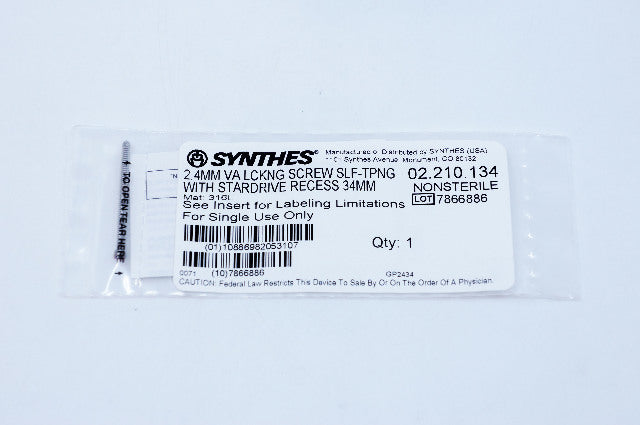 TO OPEN TEAR HERE
SYNTHES®
Manufactured or Distributed by SYNTHES (USA)
1101 Synthes Avenue, Monument, CO 80132
2.4MM VA LCKNG SCREW SLF-TPNG
WITH STARDRIVE RECESS 34MM
02.210.134
NONSTERILE
LOT 7866886
Mat: 316L
See Insert for Labeling Limitations
For Single Use Only
(01)10886982053107
Qty: 1
0071 (10)7866886
GP2434
CAUTION: Federal Law Restricts This Device To Sale By Or On The Order Of A Physician.